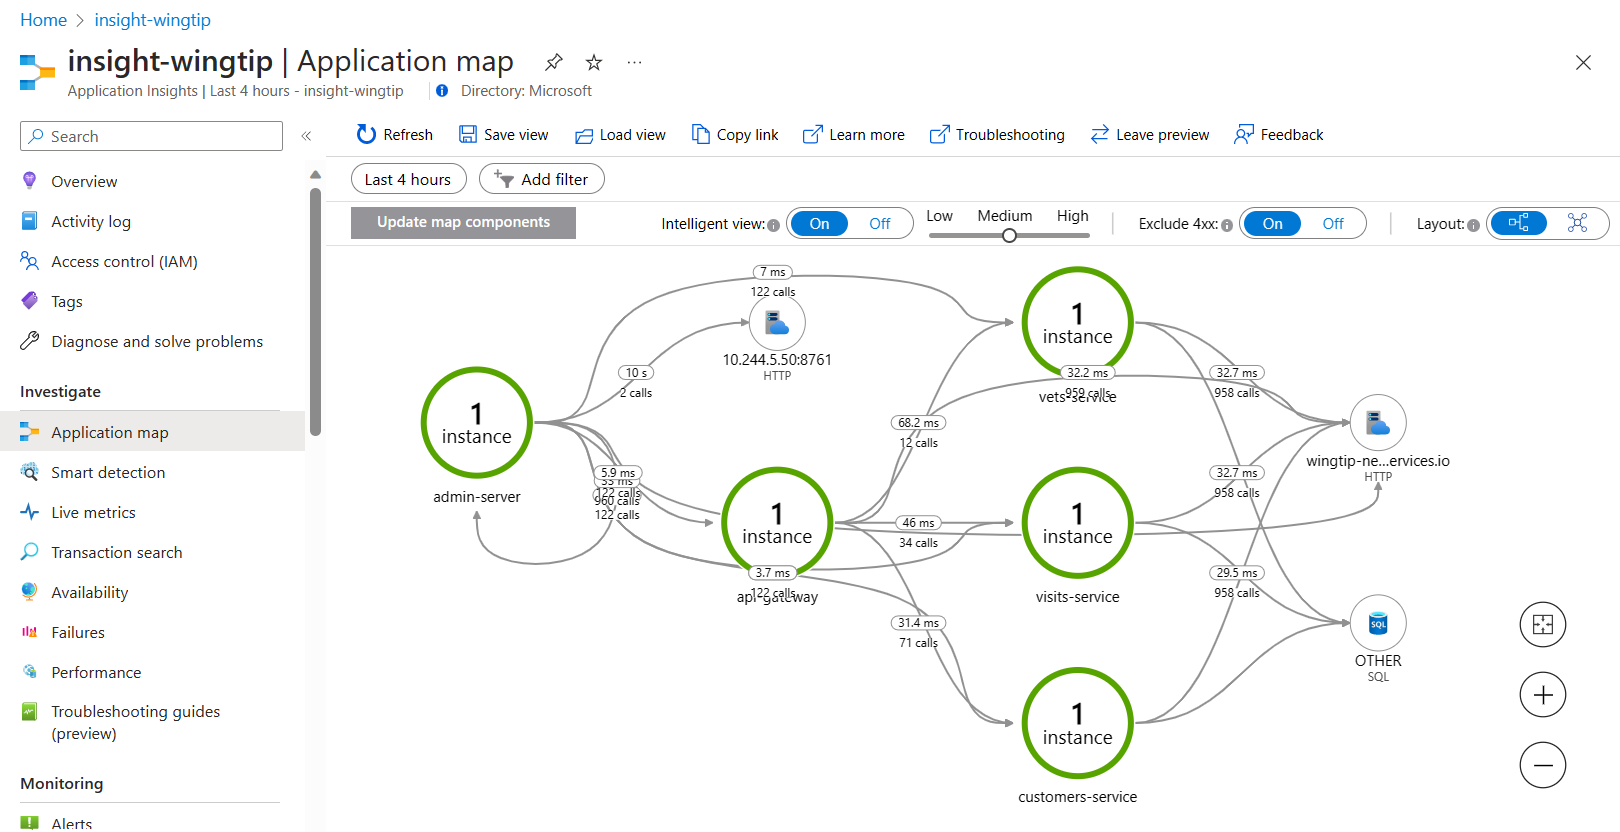 Home > insight-wingtip
insight-wingtip | Application map
Application Insights | Last 4 hours - insight-wingtip
Directory: Microsoft
Search
Refresh
Save view
Load view
Copy link
Learn more
Troubleshooting
Leave preview
Feedback
Overview
Activity log
Access control (IAM)
Tags
Diagnose and solve problems
Investigate
Application map
Smart detection
Live metrics
Transaction search
Availability
Failures
Performance
Troubleshooting guides
(preview)
Monitoring
Alerts
Last 4 hours
Add filter
Update map components
Intelligent view:
On
Off
Low
Medium
High
Exclude 4xx:
On
Off
Layout:
7 ms
122 calls
10.244.5.50:8761
HTTP
10 s
2 calls
1
instance
admin-server
5.9 ms
33 ms
122 calls
960 calls
122 calls
1
instance
api-gateway
3.7 ms
122 calls
1
instance
vets-service
32.2 ms
959 calls
68.2 ms
12 calls
46 ms
34 calls
31.4 ms
71 calls
1
instance
visits-service
1
instance
customers-service
32.7 ms
958 calls
32.7 ms
958 calls
29.5 ms
958 calls
wingtip-ne...ervices.io
HTTP
SQL
OTHER
SQL